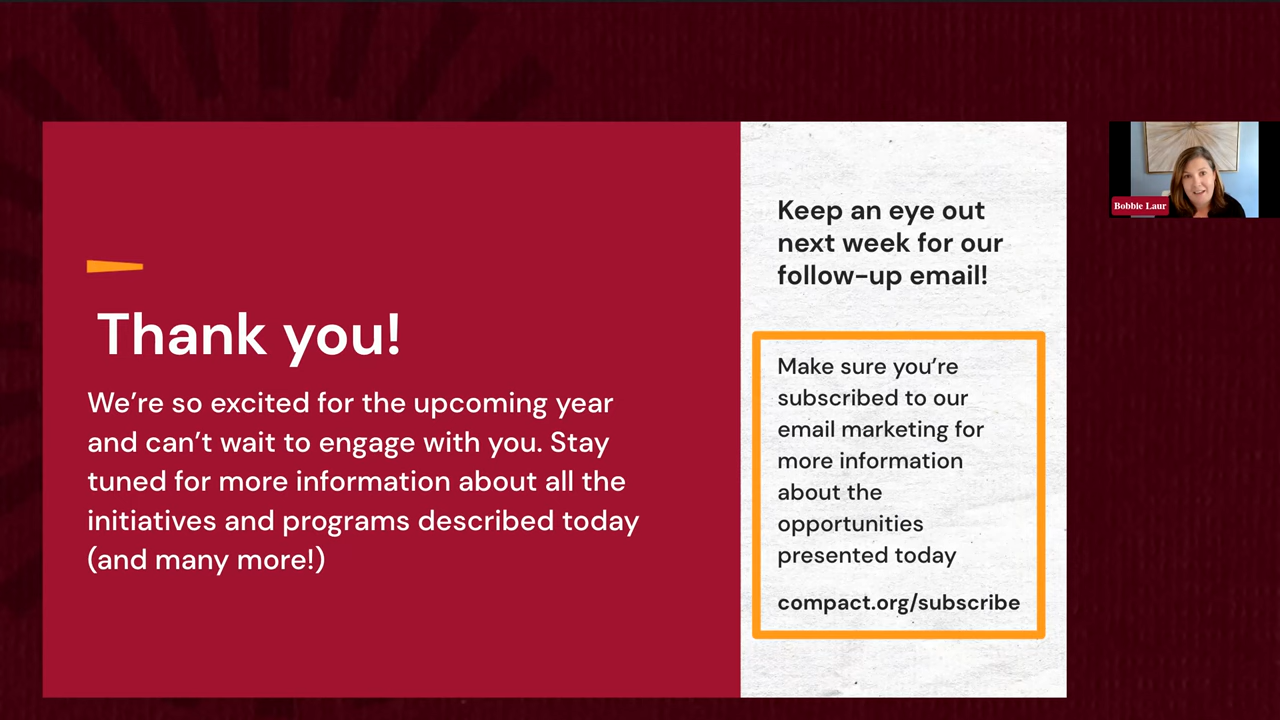 Thank you!
We’re so excited for the upcoming year
and can’t wait to engage with you. Stay
tuned for more information about all the
initiatives and programs described today
(and many more!)
Keep an eye out
next week for our
follow-up email!
Make sure you’re
subscribed to our
email marketing for
more information
about the
opportunities
presented today
compact.org/subscribe
Bobbie Laur